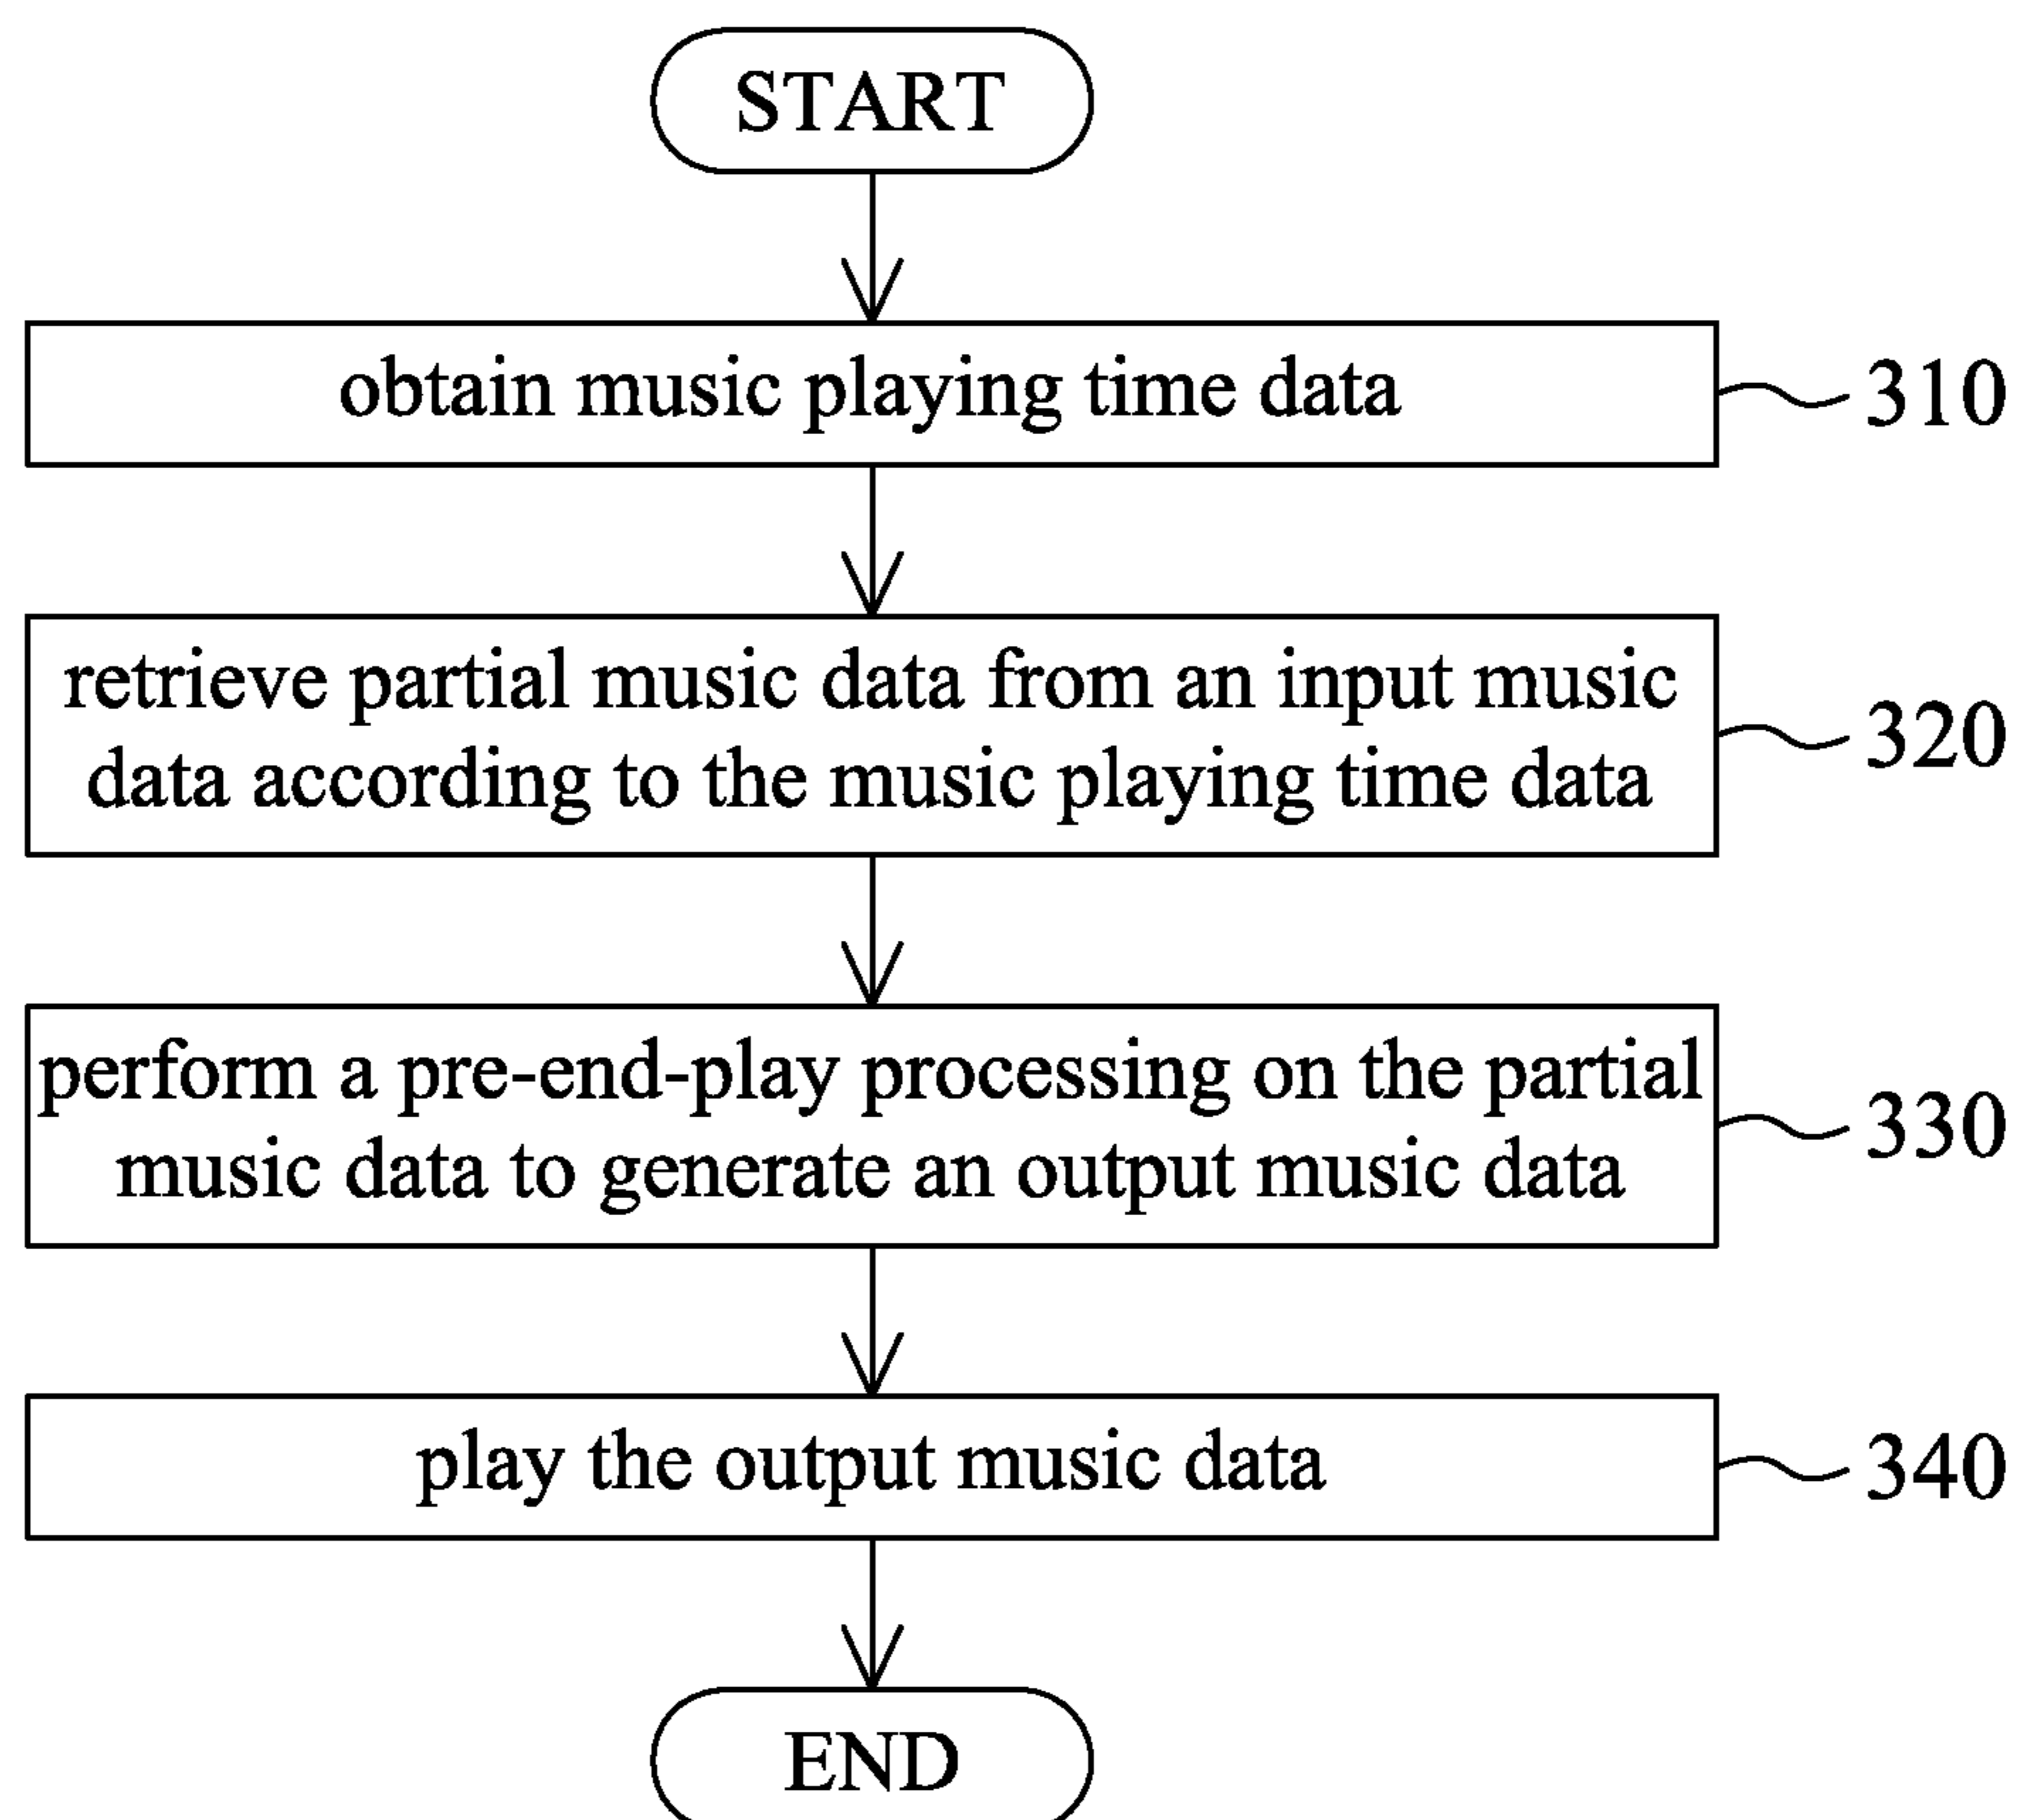 START
obtain music playing time data
310
retrieve partial music data from an input music
data according to the music playing time data
320
perform a pre-end-play processing on the partial
music data to generate an output music data
330
play the output music data
340
END